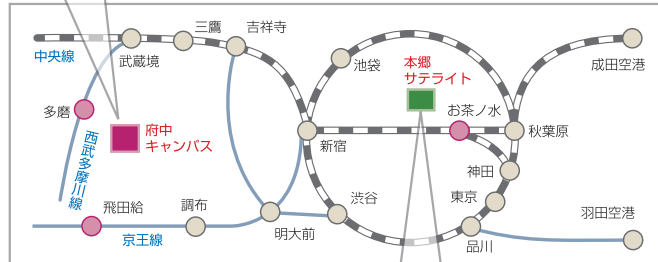 三鷹
吉祥寺
中央線
武蔵境
池袋
本郷
サテライト
成田空港
多磨
府中
キャンパス
お茶ノ水
新宿
秋葉原
西武多摩川線
神田
飛田給
調布
渋谷
東京
羽田空港
京王線
明大前
品川